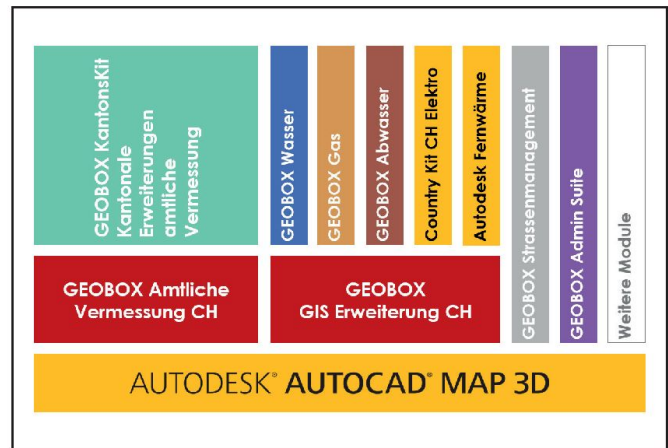 GEOBOX KantonsKit
Kantonale
Erweiterungen
amtliche
Vermessung
GEOBOX Wasser
GEOBOX Gas
GEOBOX Abwasser
Country Kit CH Elektro
Autodesk Fernwärme
GEOBOX Strassenmanagement
GEOBOX Admin Suite
Weitere Module
GEOBOX Amtliche
Vermessung CH
GEOBOX
GIS Erweiterung CH
AUTODESK® AUTOCAD® MAP 3D